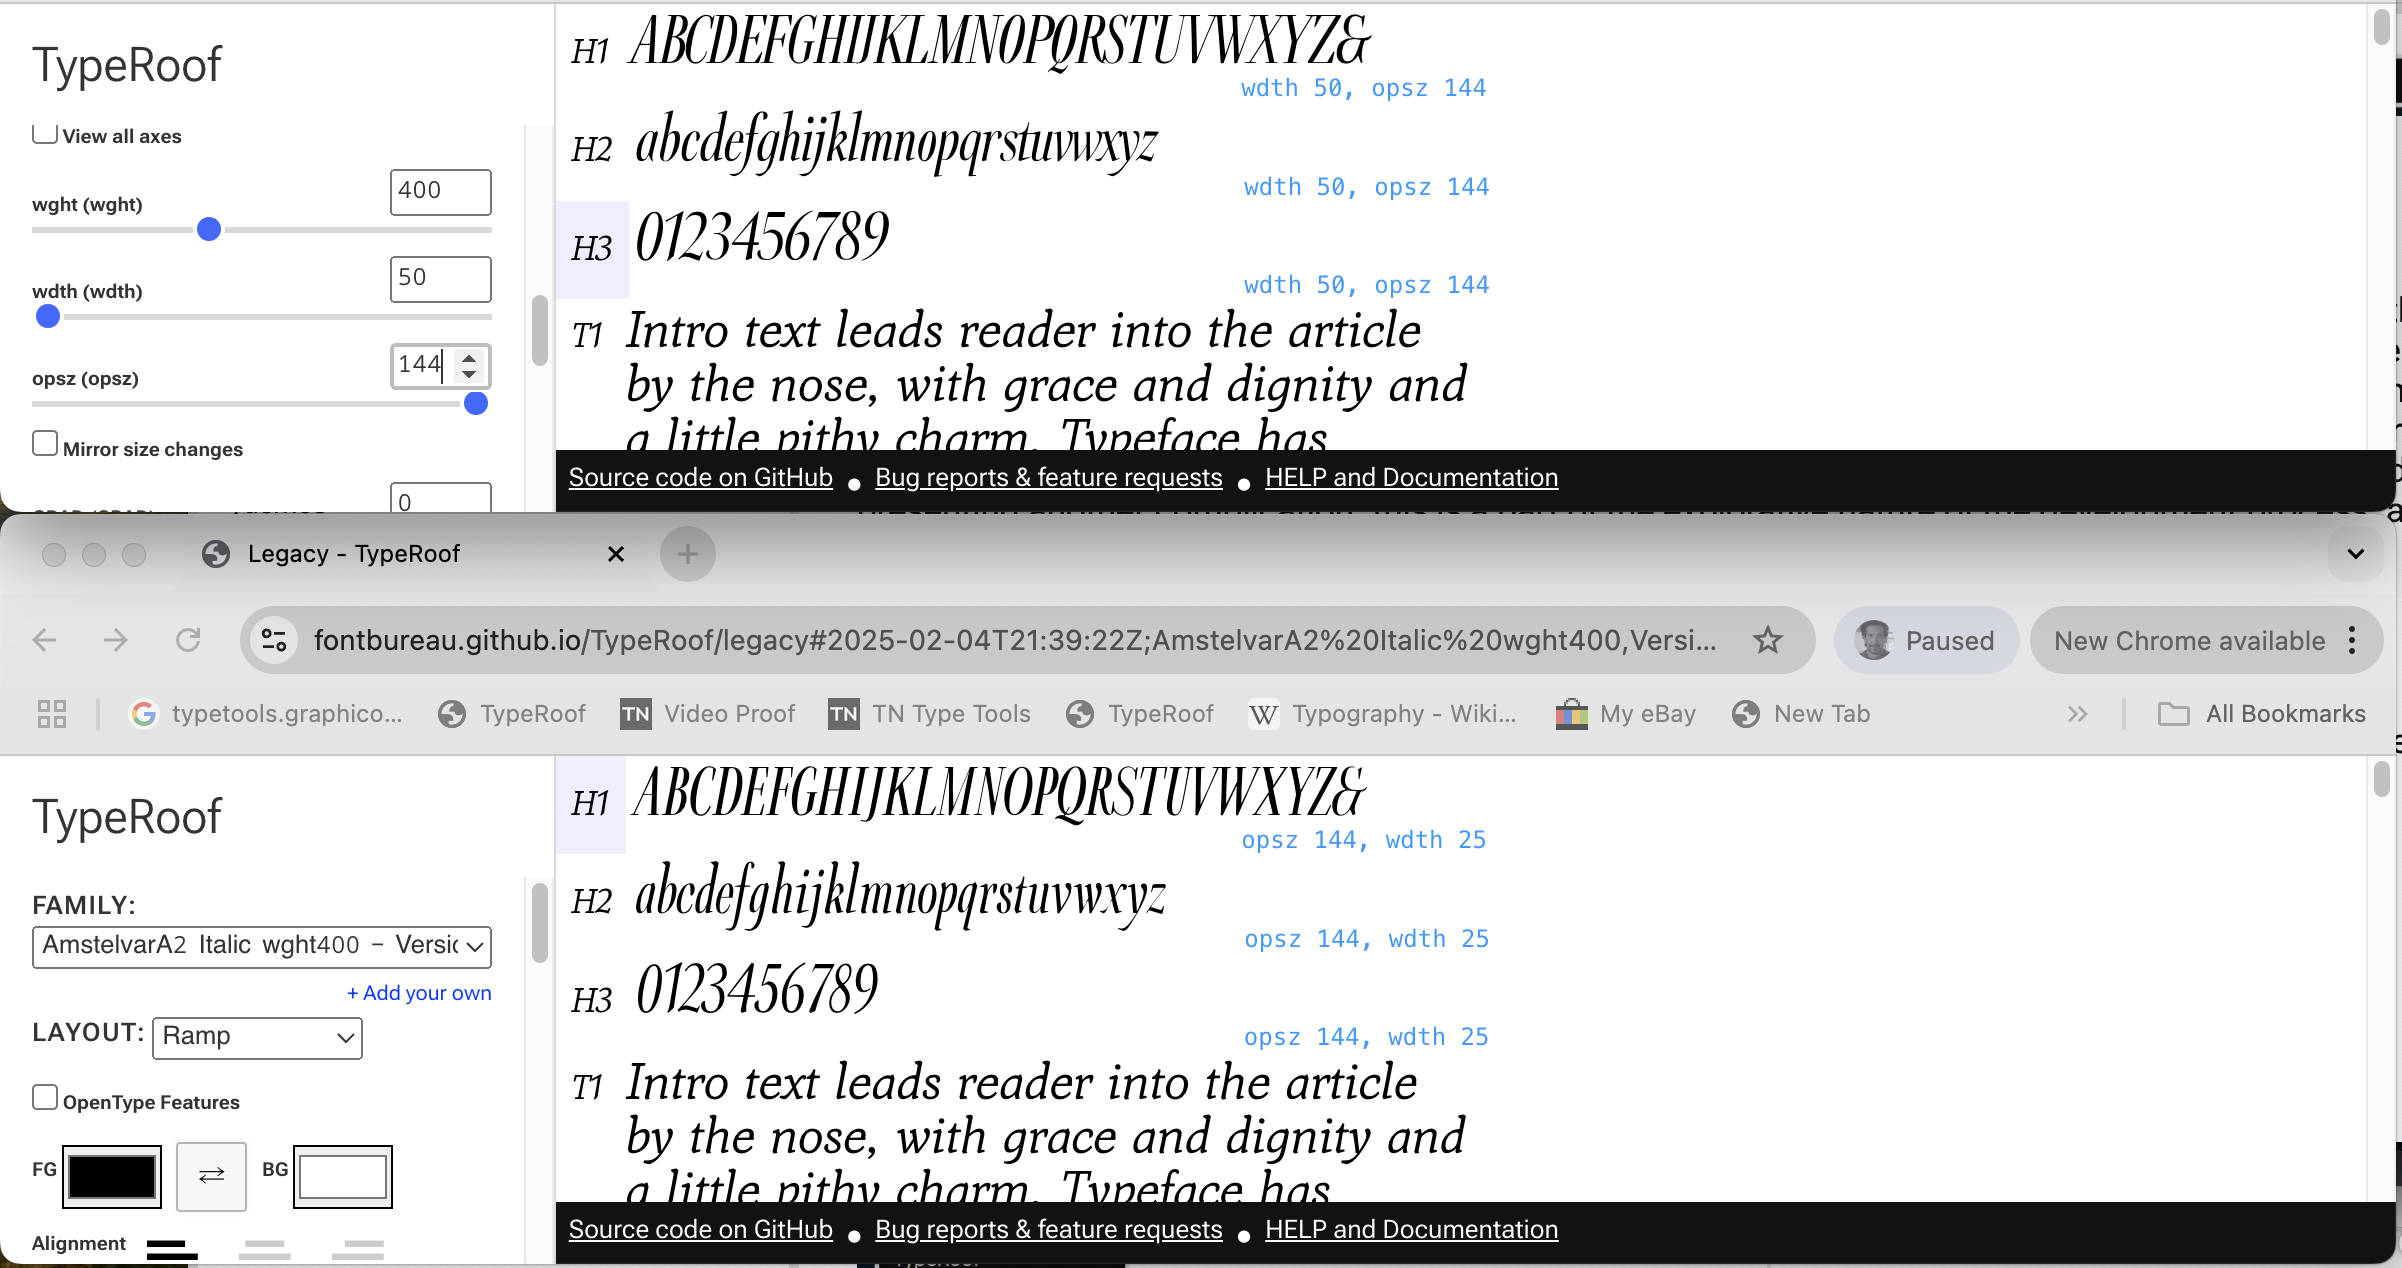 TypeRoof
View all axes
wght (wght)
400
wdth (wdth)
50
opsz (opsz)
144
Mirror size changes
0
H1 ABCDEFGHIJKLMNOPQRSTUVWXYZ&
wdth 50, opsz 144
H2 abcdefghijklmnopqrstuvwxyz
wdth 50, opsz 144
H3 0123456789
wdth 50, opsz 144
T1 Intro text leads reader into the article
by the nose, with grace and dignity and
a little pithy charm. Typeface has
Source code on GitHub ● Bug reports & feature requests ● HELP and Documentation
Legacy - TypeRoof
fontbureau.github.io/TypeRoof/legacy#2025-02-04T21:39:22Z;AmstelvarA2%20Italic%20wght400,Versi...
Paused
New Chrome available
typetools.graphico...
TypeRoof
TN Video Proof
TN TN Type Tools
TypeRoof
W Typography - Wiki...
My eBay
New Tab
All Bookmarks
TypeRoof
FAMILY:
AmstelvarA2 Italic wght400 - Versic
+ Add your own
LAYOUT: Ramp
OpenType Features
FG
BG
Alignment
H1 ABCDEFGHIJKLMNOPQRSTUVWXYZ&
opsz 144, wdth 25
H2 abcdefghijklmnopqrstuvwxyz
opsz 144, wdth 25
H3 0123456789
opsz 144, wdth 25
T1 Intro text leads reader into the article
by the nose, with grace and dignity and
a little pithy charm. Typeface has
Source code on GitHub ● Bug reports & feature requests ● HELP and Documentation